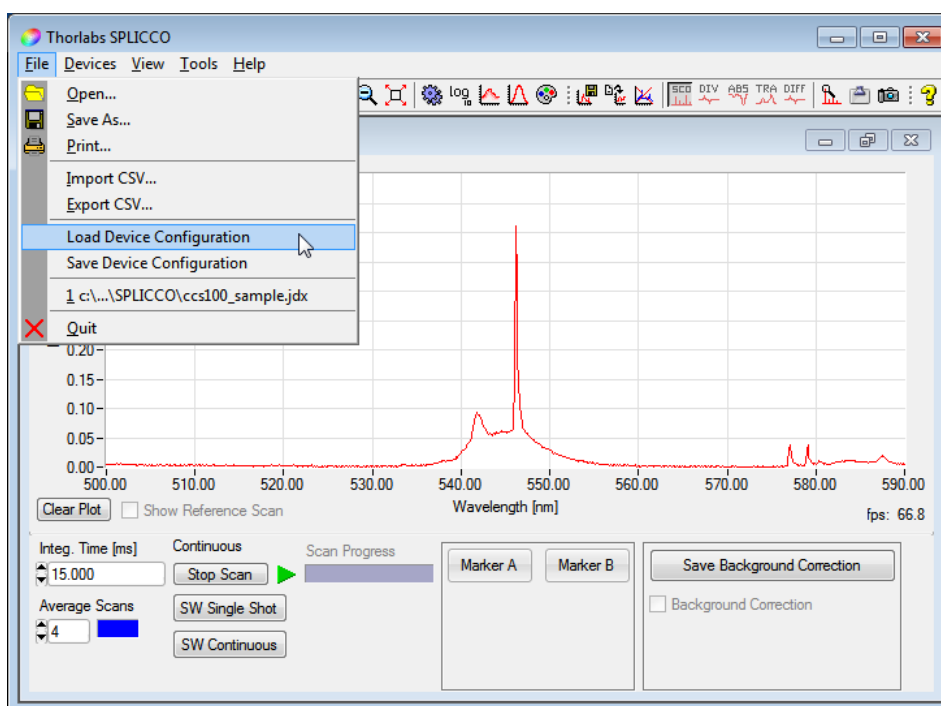 Thorlabs SPLICCO
File Devices View Tools Help
Open...
Save As...
Print...
Import CSV...
Export CSV...
Load Device Configuration
Save Device Configuration
1 c:\...\SPLICCO\ccs100_sample.jdx
Quit
log 10
SCO DIV ABS TRA DIFF
0.20
0.15
0.10
0.05
0.00
500.00 510.00 520.00 530.00 540.00 550.00 560.00 570.00 580.00 590.00
Wavelength [nm]
Clear Plot Show Reference Scan fps: 66.8
Integ. Time [ms] Continuous Scan Progress Marker A Marker B Save Background Correction
15.000 Stop Scan
Average Scans SW Single Shot Background Correction
4
SW Continuous